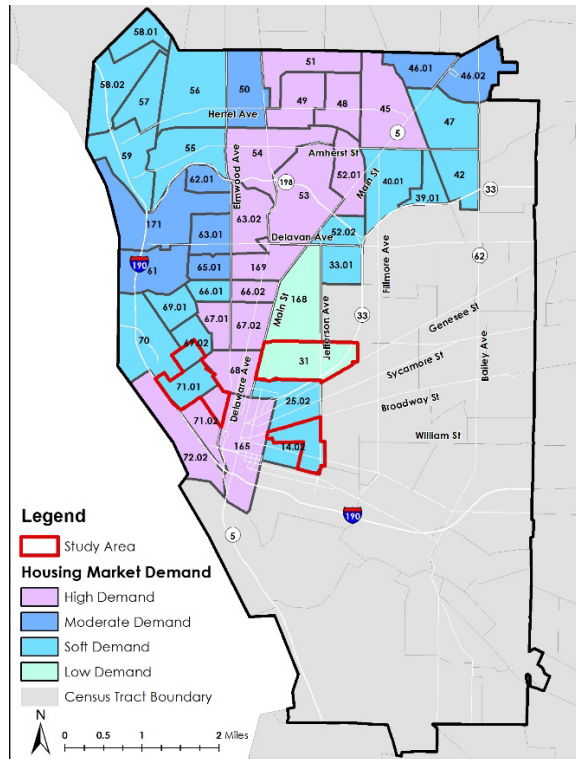 58.01
51
58.02
57
56
50
46.01
46.02
49
48
45
Hertel Ave
5
47
59
55
54
Amherst St
Elmwood Ave
52.01
Main St
40.01
42
62.01
198
53
39.01
33
63.02
171
63.01
Delavan Ave
52.02
Fillmore Ave
190
61
65.01
169
33.01
62
66.01
66.02
168
69.01
67.01
67.02
Main St
Jefferson Ave
33
Genesee St
Bailey Ave
70
69.02
31
68
Sycamore St
71.01
Delaware Ave
25.02
Broadway St
71.02
165
14.02
William St
72.02
190
5
Legend
Study Area
Housing Market Demand
High Demand
Moderate Demand
Soft Demand
Low Demand
Census Tract Boundary
N
0 0.5 1 2 Miles